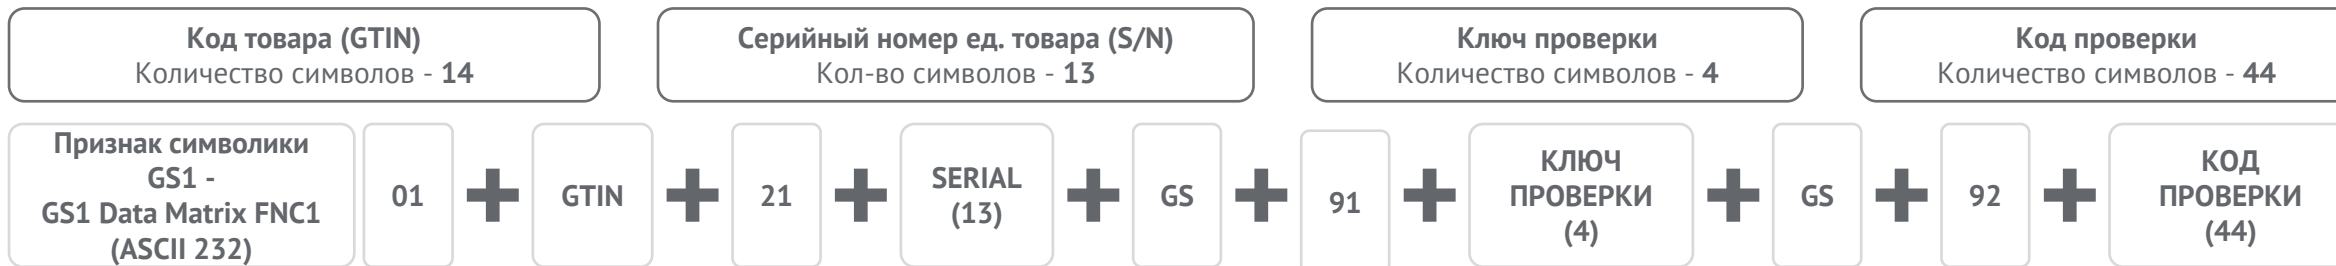 Код товара (GTIN)
Количество символов - 14
Серийный номер ед. товара (S/N)
Кол-во символов - 13
Ключ проверки
Количество символов - 4
Код проверки
Количество символов - 44
Признак символики
GS1 -
GS1 Data Matrix FNC1
(ASCII 232)
01
+
GTIN
+
21
+
SERIAL
(13)
+
GS
+
91
+
КЛЮЧ
ПРОВЕРКИ
(4)
+
GS
+
92
+
КОД
ПРОВЕРКИ
(44)